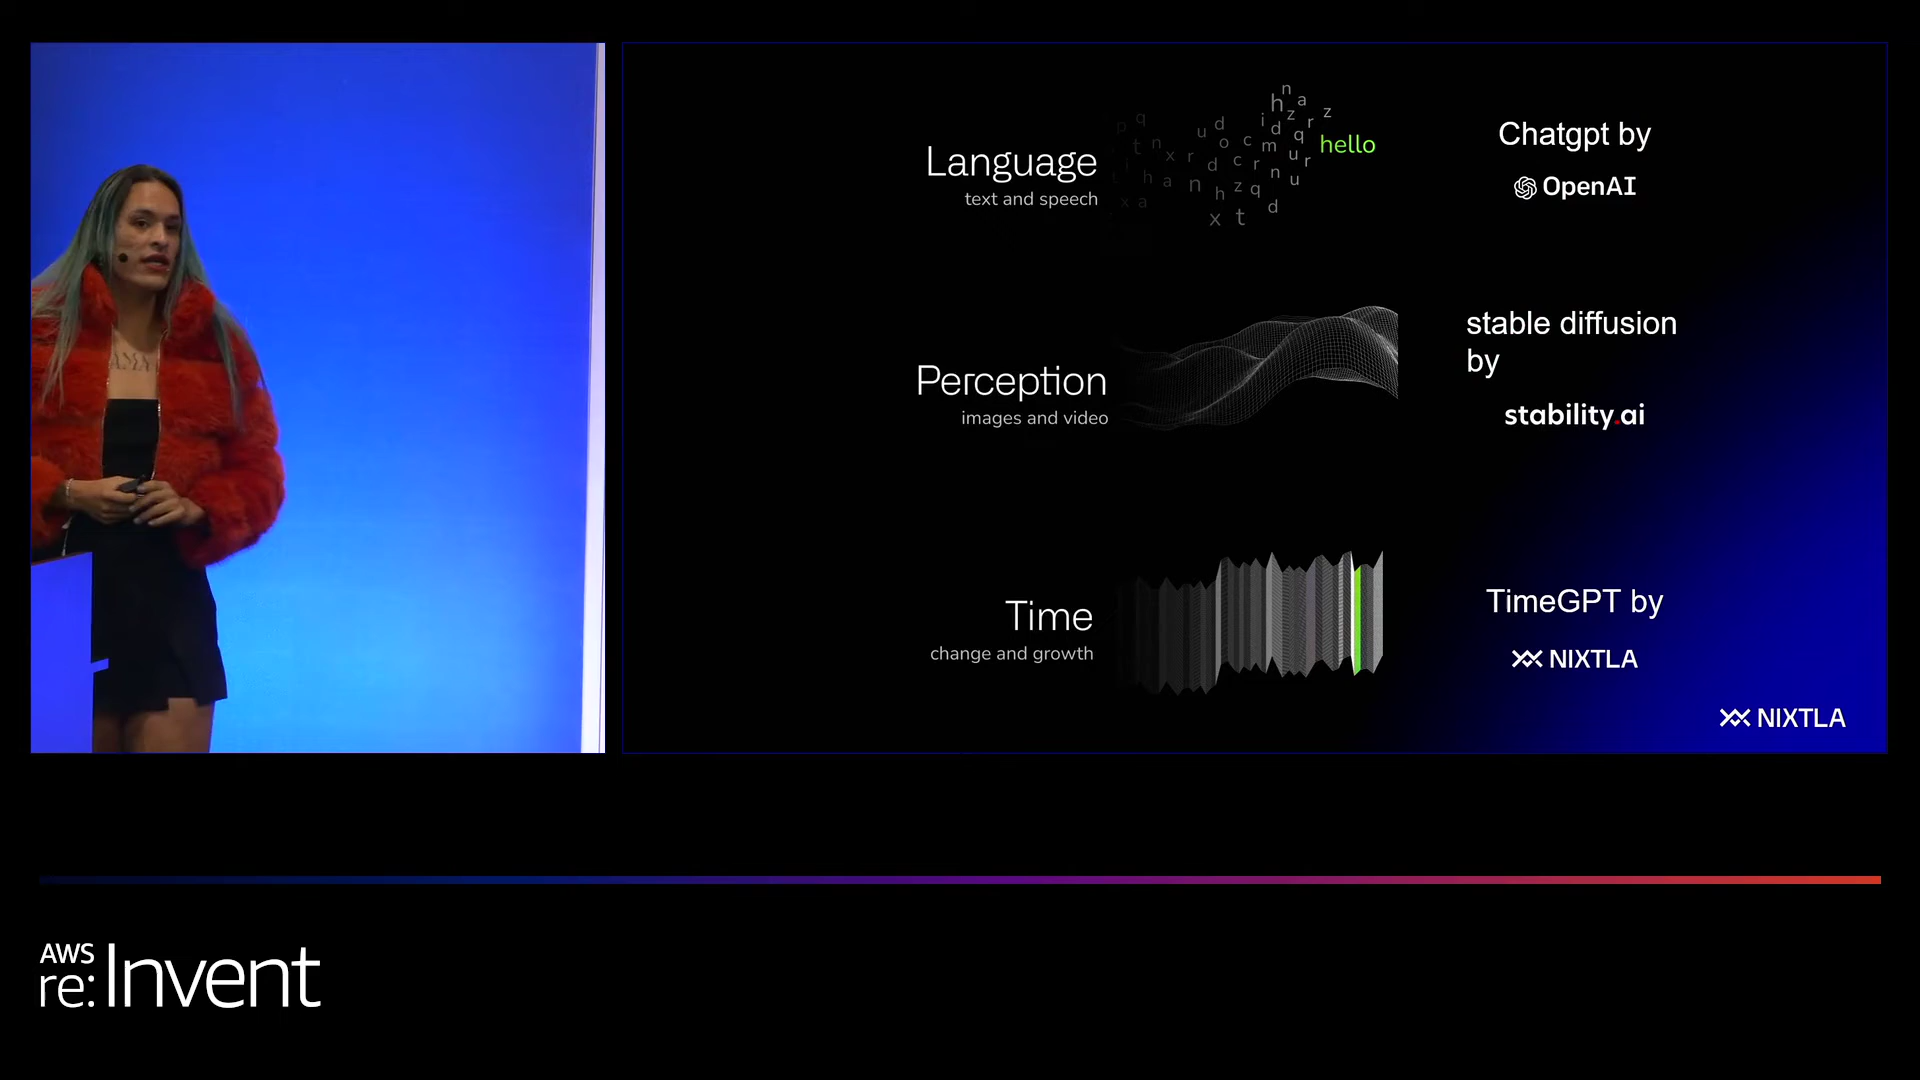 Language
text and speech
hello
Chatgpt by
OpenAI
Perception
images and video
stable diffusion
by
stability.ai
Time
change and growth
TimeGPT by
NIXTLA
NIXTLA
AWS
re:Invent